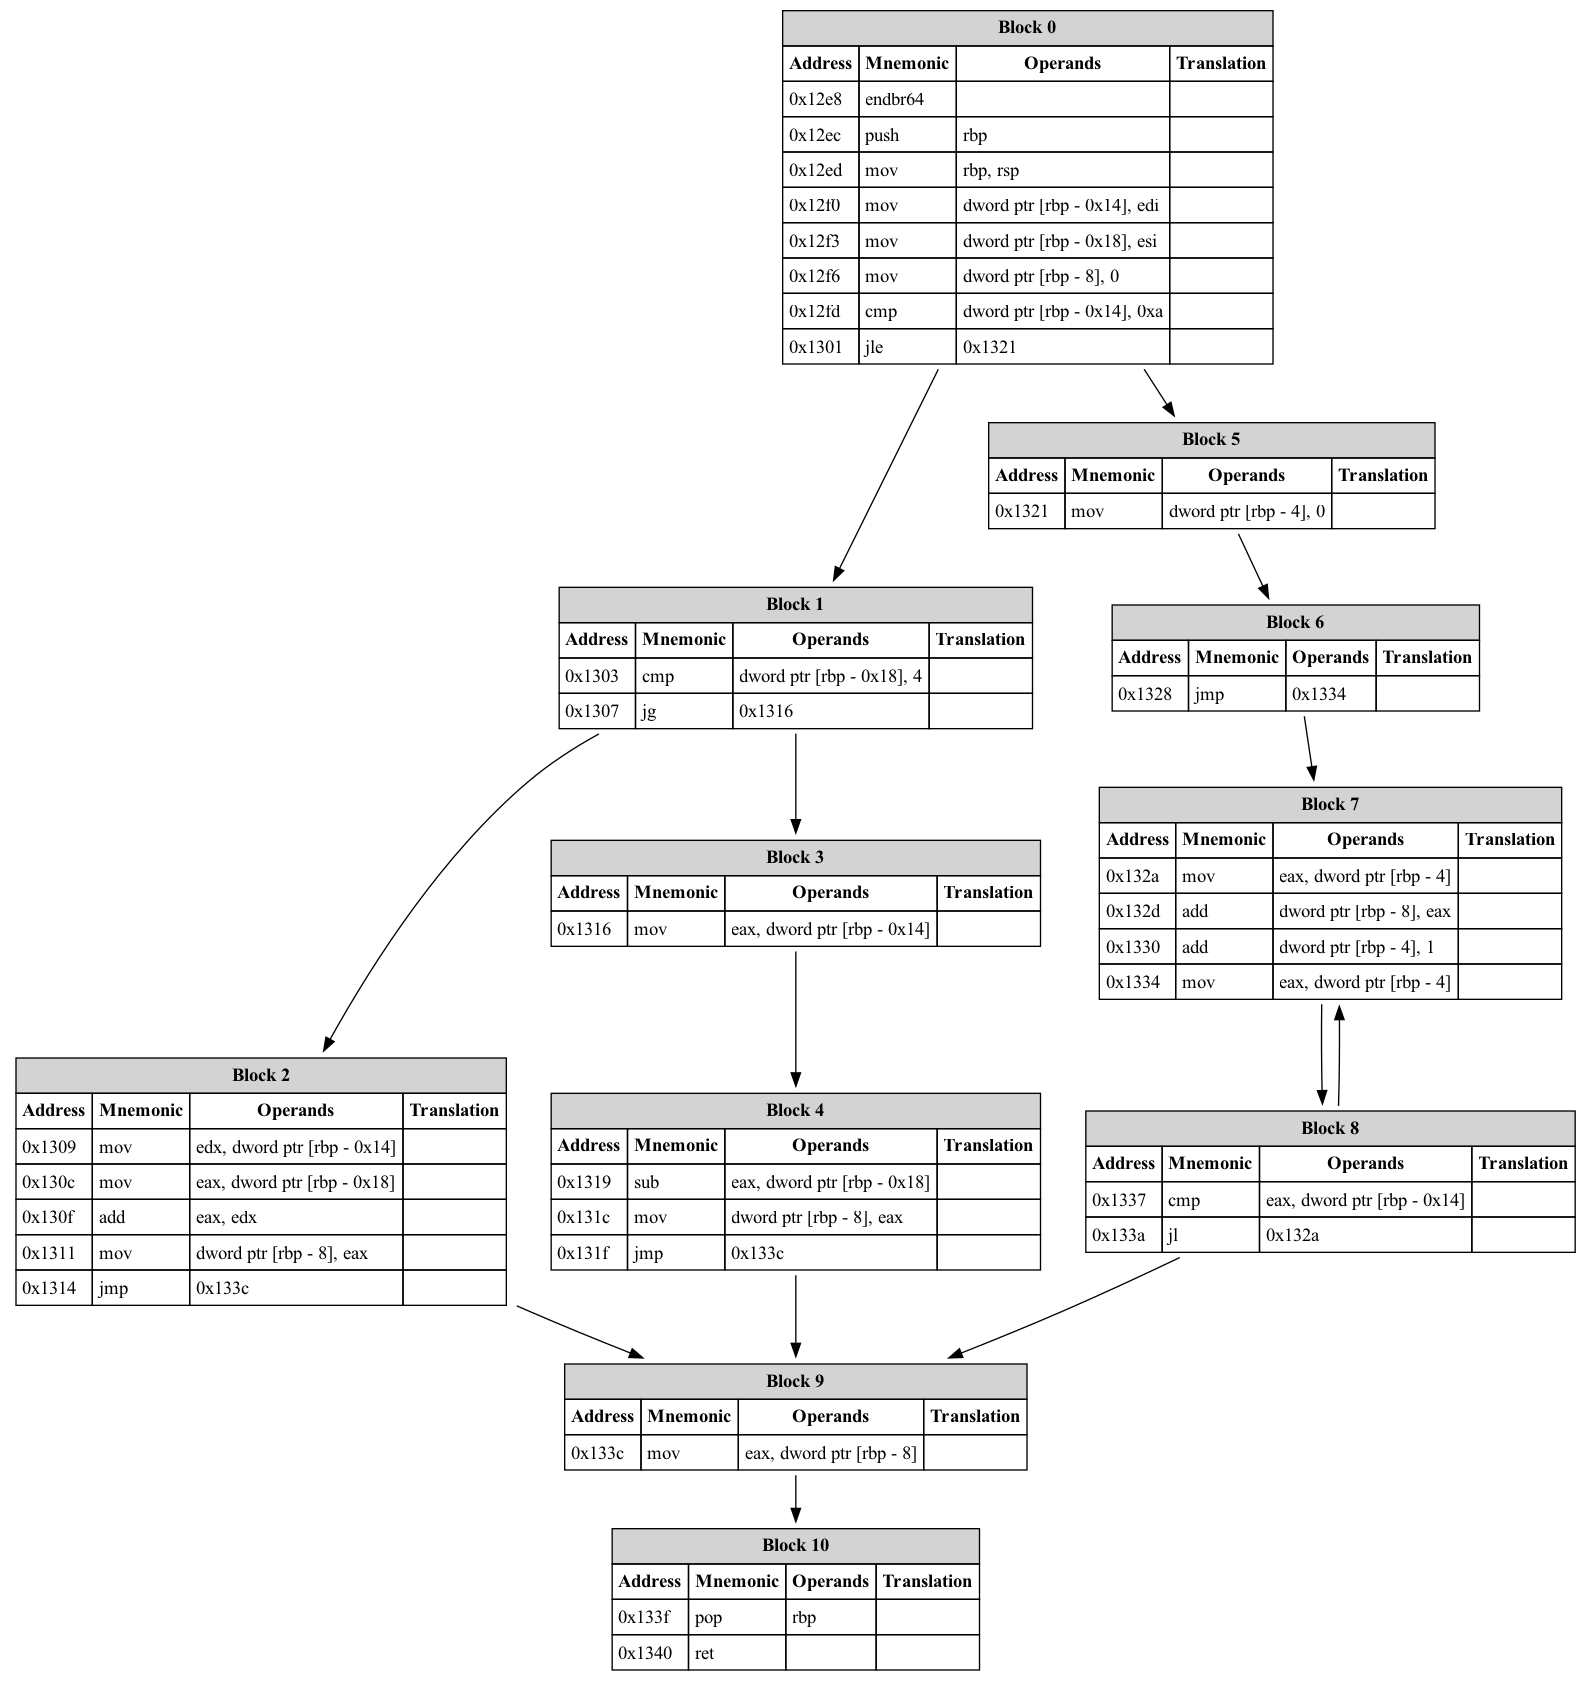 Block 0
Address Mnemonic Operands Translation
0x12e8 endbr64
0x12ec push rbp
0x12ed mov rbp, rsp
0x12f0 mov dword ptr [rbp - 0x14], edi
0x12f3 mov dword ptr [rbp - 0x18], esi
0x12f6 mov dword ptr [rbp - 8], 0
0x12fd cmp dword ptr [rbp - 0x14], 0xa
0x1301 jle 0x1321
Block 5
Address Mnemonic Operands Translation
0x1321 mov dword ptr [rbp - 4], 0
Block 1
Address Mnemonic Operands Translation
0x1303 cmp dword ptr [rbp - 0x18], 4
0x1307 jg 0x1316
Block 6
Address Mnemonic Operands Translation
0x1328 jmp 0x1334
Block 7
Address Mnemonic Operands Translation
0x132a mov eax, dword ptr [rbp - 4]
0x132d add dword ptr [rbp - 8], eax
0x1330 add dword ptr [rbp - 4], 1
0x1334 mov eax, dword ptr [rbp - 4]
Block 3
Address Mnemonic Operands Translation
0x1316 mov eax, dword ptr [rbp - 0x14]
Block 2
Address Mnemonic Operands Translation
0x1309 mov edx, dword ptr [rbp - 0x14]
0x130c mov eax, dword ptr [rbp - 0x18]
0x130f add eax, edx
0x1311 mov dword ptr [rbp - 8], eax
0x1314 jmp 0x133c
Block 4
Address Mnemonic Operands Translation
0x1319 sub eax, dword ptr [rbp - 0x18]
0x131c mov dword ptr [rbp - 8], eax
0x131f jmp 0x133c
Block 8
Address Mnemonic Operands Translation
0x1337 cmp eax, dword ptr [rbp - 0x14]
0x133a jl 0x132a
Block 9
Address Mnemonic Operands Translation
0x133c mov eax, dword ptr [rbp - 8]
Block 10
Address Mnemonic Operands Translation
0x133f pop rbp
0x1340 ret